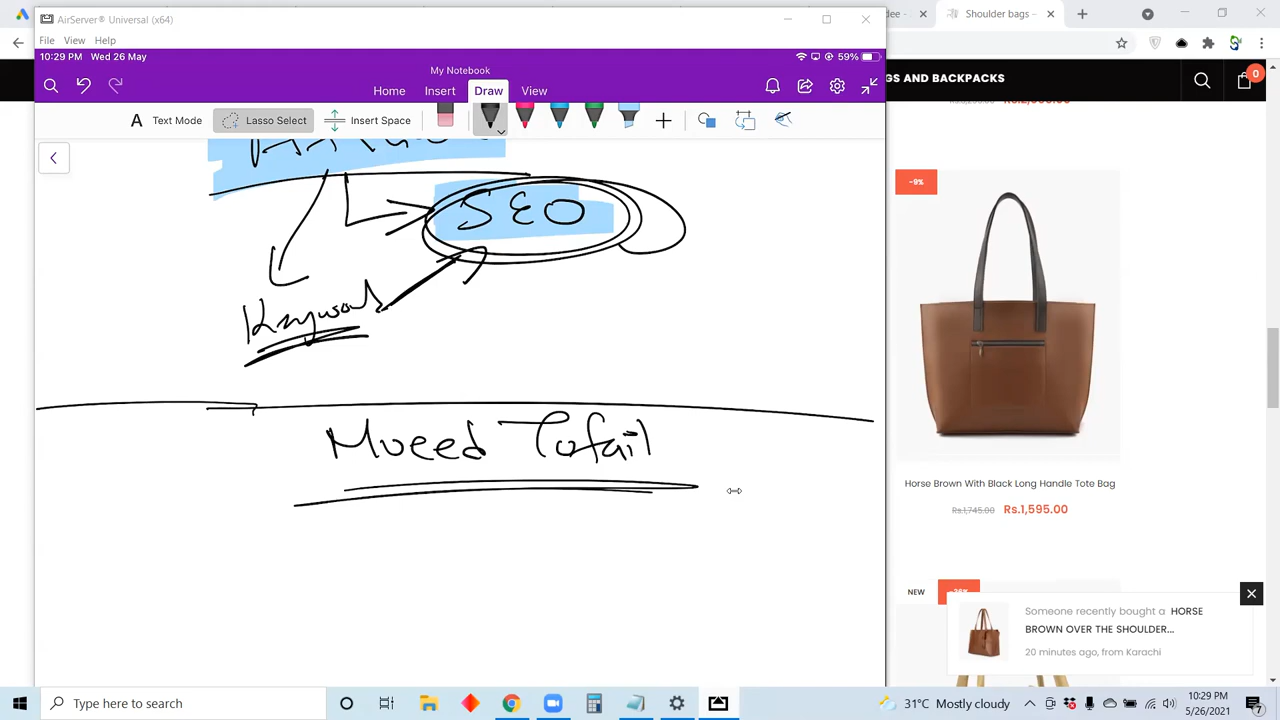 AirServer® Universal (x64)
Shoulder bags –
File View Help
10:29 PM Wed 26 May
59%
My Notebook
GS AND BACKPACKS
0
Home Insert Draw View
A Text Mode Lasso Select Insert Space
SEO
Keyword
Mueed Tofail
-9%
Horse Brown With Black Long Handle Tote Bag
Rs.1,745.00 Rs.1,595.00
NEW
Someone recently bought a HORSE
BROWN OVER THE SHOULDER...
20 minutes ago, from Karachi
Type here to search
31°C Mostly cloudy
10:29 PM
5/26/2021
7